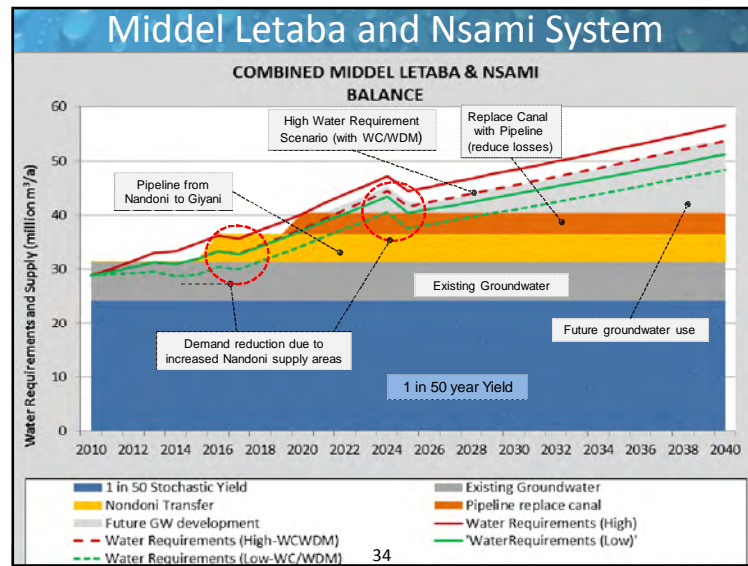 Middel Letaba and Nsami System
COMBINED MIDDEL LETABA & NSAMI
BALANCE
Water Requirements and Supply (million m³/a)
60
50
40
30
20
10
0
High Water Requirement
Scenario (with WC/WDM)
Replace Canal
with Pipeline
(reduce losses)
Pipeline from
Nandoni to Giyani
Existing Groundwater
Demand reduction due to
increased Nandoni supply areas
Future groundwater use
1 in 50 year Yield
2010 2012 2014 2016 2018 2020 2022 2024 2026 2028 2030 2032 2034 2036 2038 2040
1 in 50 Stochastic Yield
Existing Groundwater
Nondoni Transfer
Pipeline replace canal
Future GW development
Water Requirements (High)
Water Requirements (High-WCWDM)
'WaterRequirements (Low)'
Water Requirements (Low-WC/WDM)
34